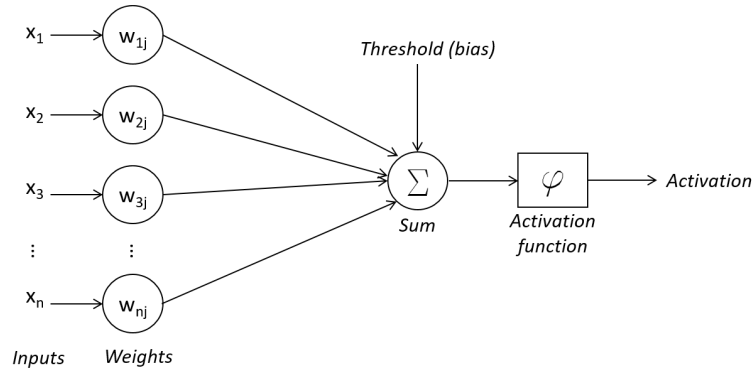 x₁
w₁ⱼ
Threshold (bias)
x₂
w₂ⱼ
x₃
w₃ⱼ
∑
φ
Activation
Sum
Activation
function
⋮
⋮
xₙ
wₙⱼ
Inputs
Weights